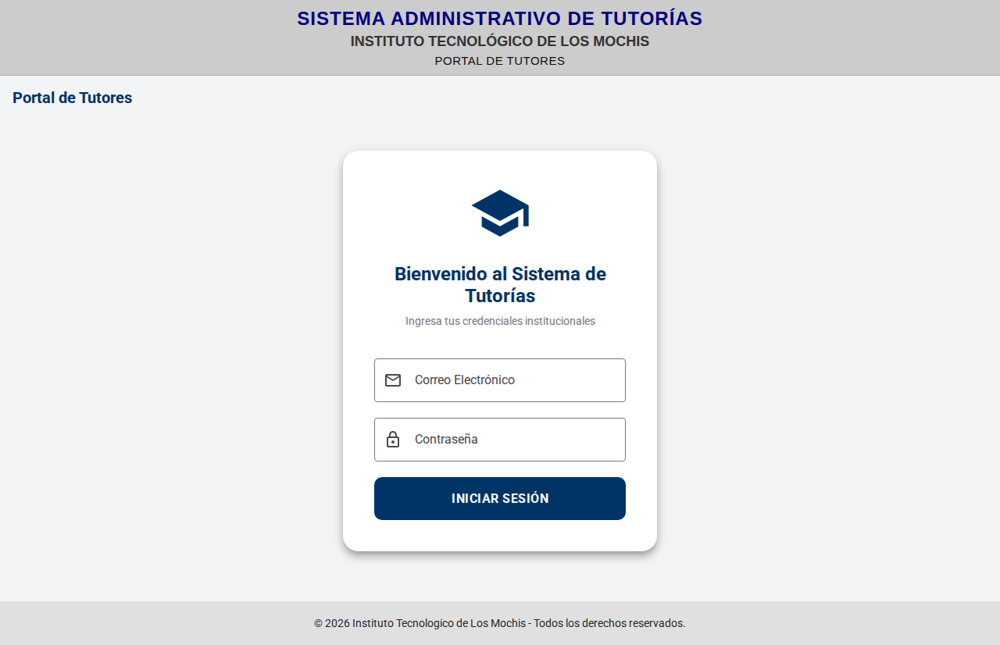 SISTEMA ADMINISTRATIVO DE TUTORÍAS
INSTITUTO TECNOLÓGICO DE LOS MOCHIS
PORTAL DE TUTORES
Portal de Tutores
Bienvenido al Sistema de
Tutorías
Ingresa tus credenciales institucionales
Correo Electrónico
Contraseña
INICIAR SESIÓN
© 2026 Instituto Tecnologico de Los Mochis - Todos los derechos reservados.